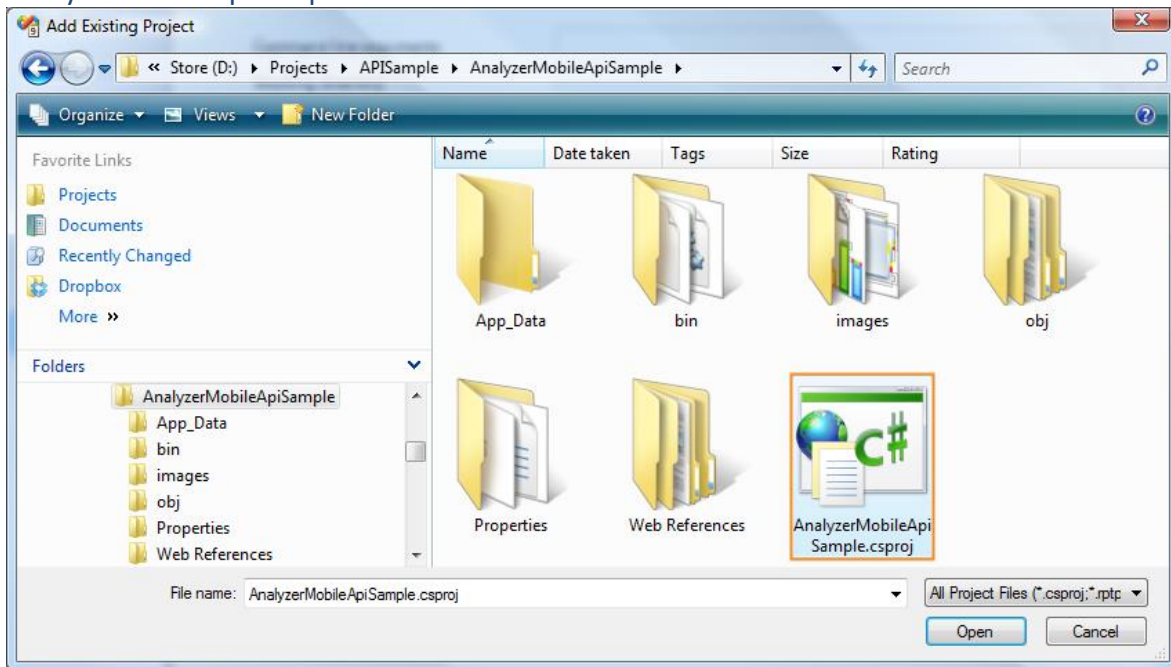 Add Existing Project
« Store (D:) Projects APISample AnalyzerMobileApiSample
Search
Organize Views New Folder
Favorite Links
Projects
Documents
Recently Changed
Dropbox
More »
Folders
AnalyzerMobileApiSample
App_Data
bin
images
obj
Properties
Web References
Name Date taken Tags Size Rating
App_Data bin images obj
Properties Web References AnalyzerMobileApi
Sample.csproj
File name: AnalyzerMobileApiSample.csproj
All Project Files (*.csproj;*.rptp
Open Cancel